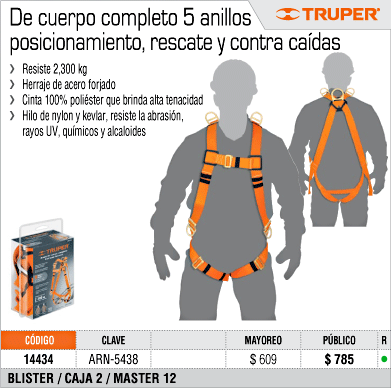 De cuerpo completo 5 anillos
posicionamiento, rescate y contra caídas
TRUPER®
› Resiste 2,300 kg
› Herraje de acero forjado
› Cinta 100% poliéster que brinda alta tenacidad
› Hilo de nylon y kevlar, resiste la abrasión,
rayos UV, químicos y alcaloides
TRUPER
CÓDIGO CLAVE MAYOREO PÚBLICO R
14434 ARN-5438 $ 609 $ 785
BLISTER / CAJA 2 / MASTER 12